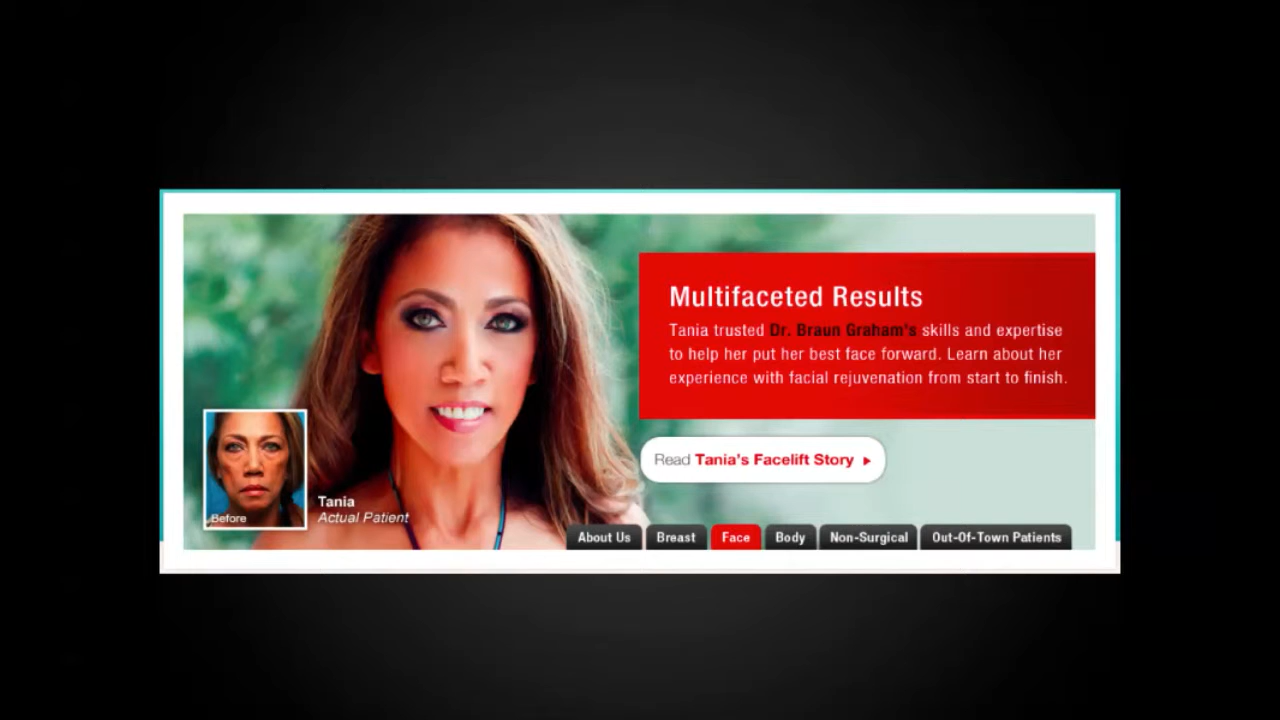 Multifaceted Results
Tania trusted Dr. Braun Graham's skills and expertise
to help her put her best face forward. Learn about her
experience with facial rejuvenation from start to finish.
Read Tania's Facelift Story
Before
Tania
Actual Patient
About Us
Breast
Face
Body
Non-Surgical
Out-Of-Town Patients